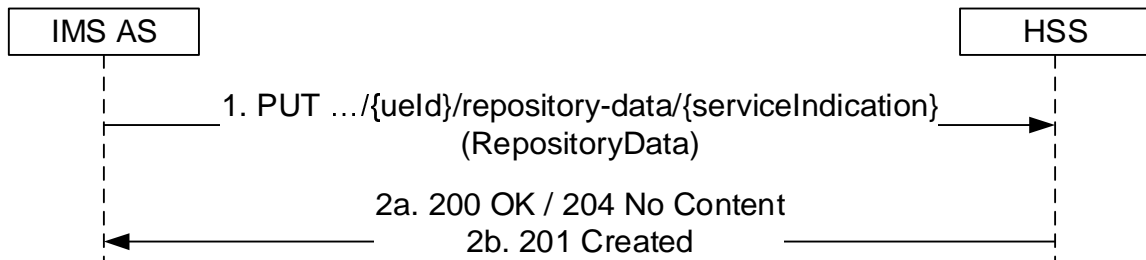 IMS AS
HSS
1. PUT …/{ueId}/repository-data/{serviceIndication}
(RepositoryData)
2a. 200 OK / 204 No Content
2b. 201 Created